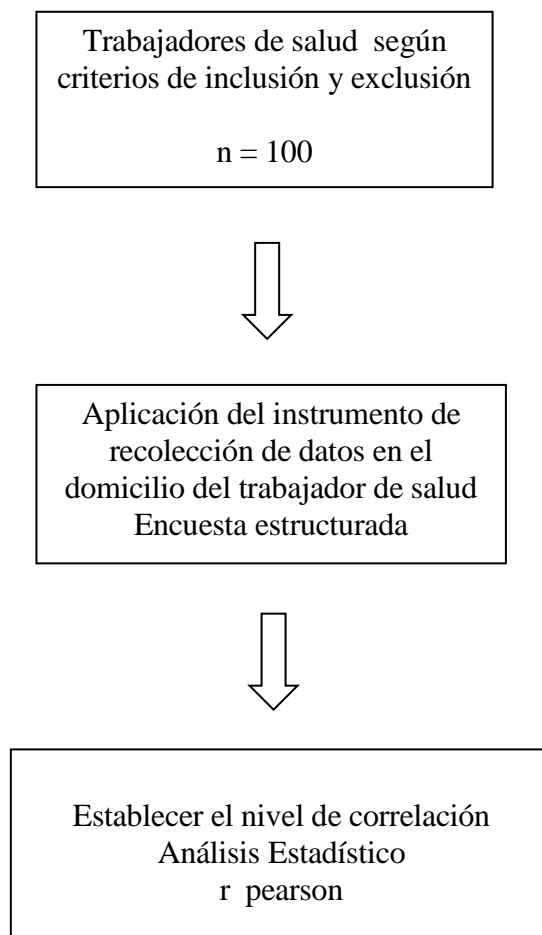 Trabajadores de salud  según
criterios de inclusión y exclusión
n = 100
Aplicación del instrumento de
recolección de datos en el
domicilio del trabajador de salud
Encuesta estructurada
Establecer el nivel de correlación
Análisis Estadístico
r  pearson